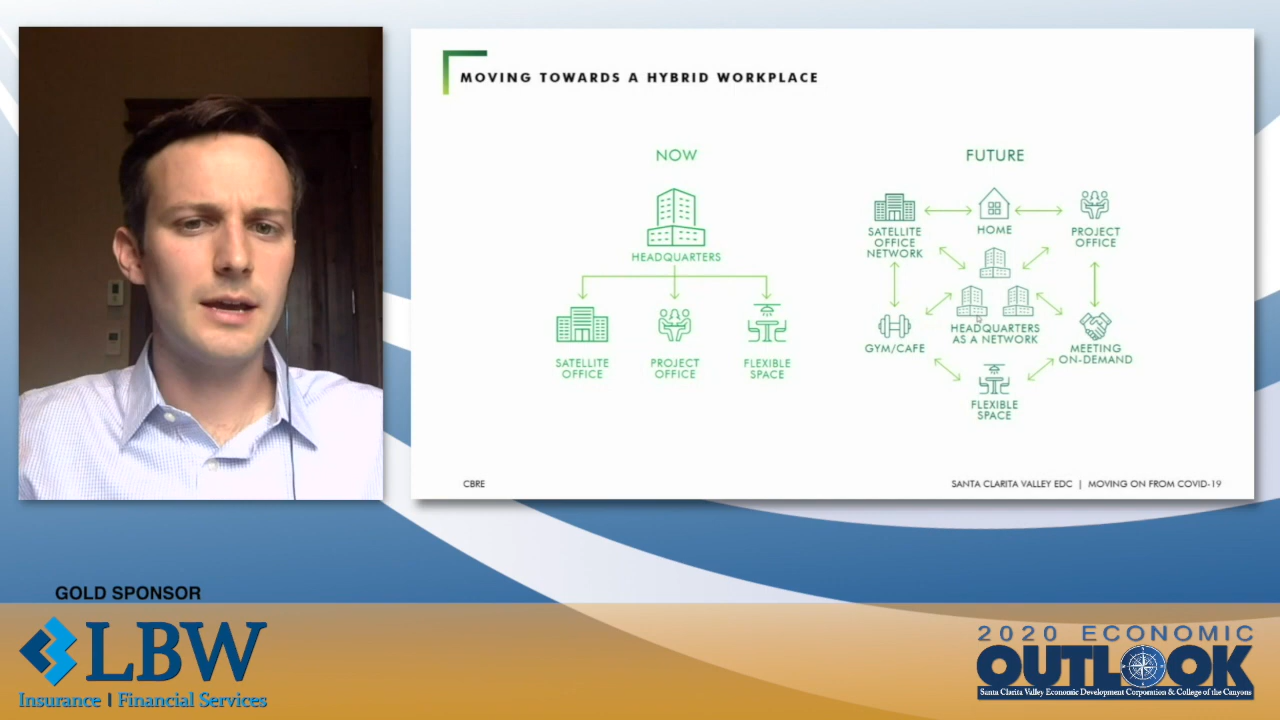 MOVING TOWARDS A HYBRID WORKPLACE
NOW
HEADQUARTERS
SATELLITE
OFFICE
PROJECT
OFFICE
FLEXIBLE
SPACE
FUTURE
SATELLITE
OFFICE
NETWORK
HOME
PROJECT
OFFICE
GYM/CAFE
HEADQUARTERS
AS A NETWORK
MEETING
ON-DEMAND
FLEXIBLE
SPACE
CBRE
SANTA CLARITA VALLEY EDC | MOVING ON FROM COVID-19
GOLD SPONSOR
LBW
Insurance | Financial Services
2020 ECONOMIC
OUTLOOK
Santa Clarita Valley Economic Development Corporation & College of the Canyons